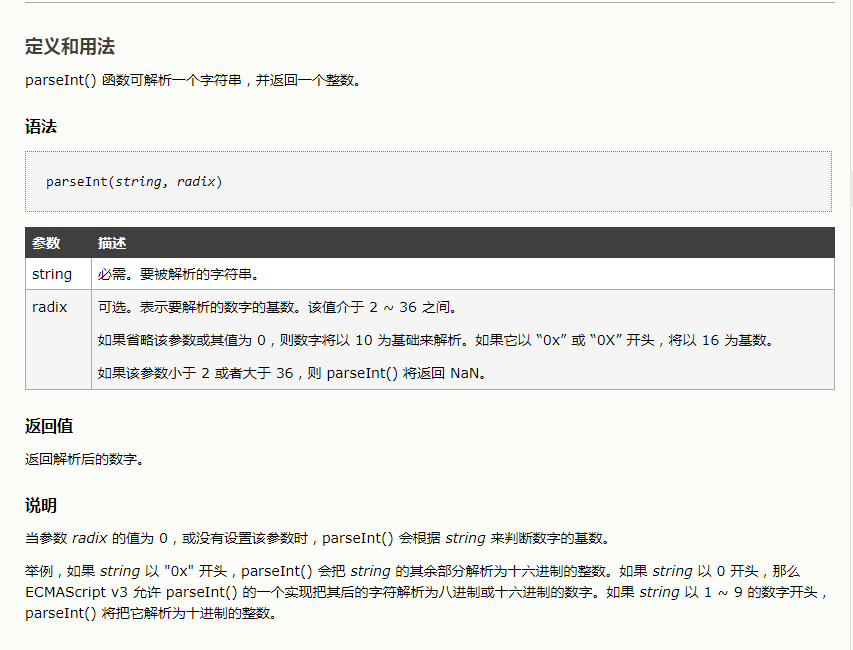 定义和用法
parseInt() 函数可解析一个字符串，并返回一个整数。
语法
parseInt(string, radix)
参数 描述
string 必需。要被解析的字符串。
radix 可选。表示要解析的数字的基数。该值介于 2 ~ 36 之间。
如果省略该参数或其值为 0，则数字将以 10 为基础来解析。如果它以 “0x” 或 “0X” 开头，将以 16 为基数。
如果该参数小于 2 或者大于 36，则 parseInt() 将返回 NaN。
返回值
返回解析后的数字。
说明
当参数 radix 的值为 0，或没有设置该参数时，parseInt() 会根据 string 来判断数字的基数。
举例，如果 string 以 "0x" 开头，parseInt() 会把 string 的其余部分解析为十六进制的整数。如果 string 以 0 开头，那么
ECMAScript v3 允许 parseInt() 的一个实现把其后的字符解析为八进制或十六进制的数字。如果 string 以 1 ~ 9 的数字开头，
parseInt() 将把它解析为十进制的整数。